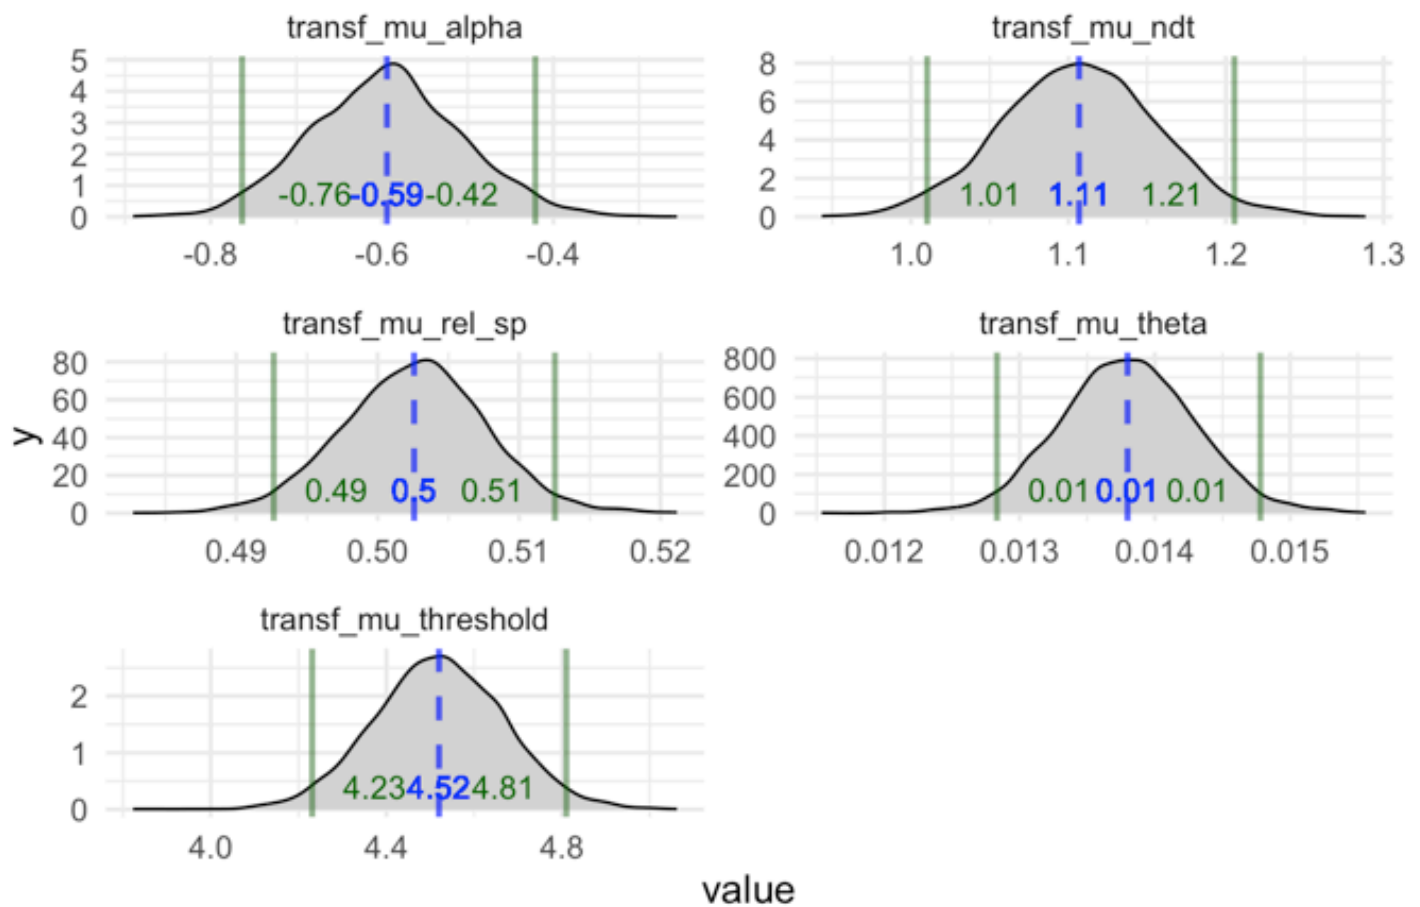 transf_mu_alpha
5
4
3
2
1
0
-0.76 -0.59 -0.42
-0.8 -0.6 -0.4
transf_mu_ndt
8
6
4
2
0
1.01 1.11 1.21
1.0 1.1 1.2 1.3
transf_mu_rel_sp
80
60
40
20
0
0.49 0.5 0.51
0.49 0.50 0.51 0.52
transf_mu_theta
800
600
400
200
0
0.01 0.01 0.01
0.012 0.013 0.014 0.015
y
transf_mu_threshold
2
1
0
4.23 4.52 4.81
4.0 4.4 4.8
value